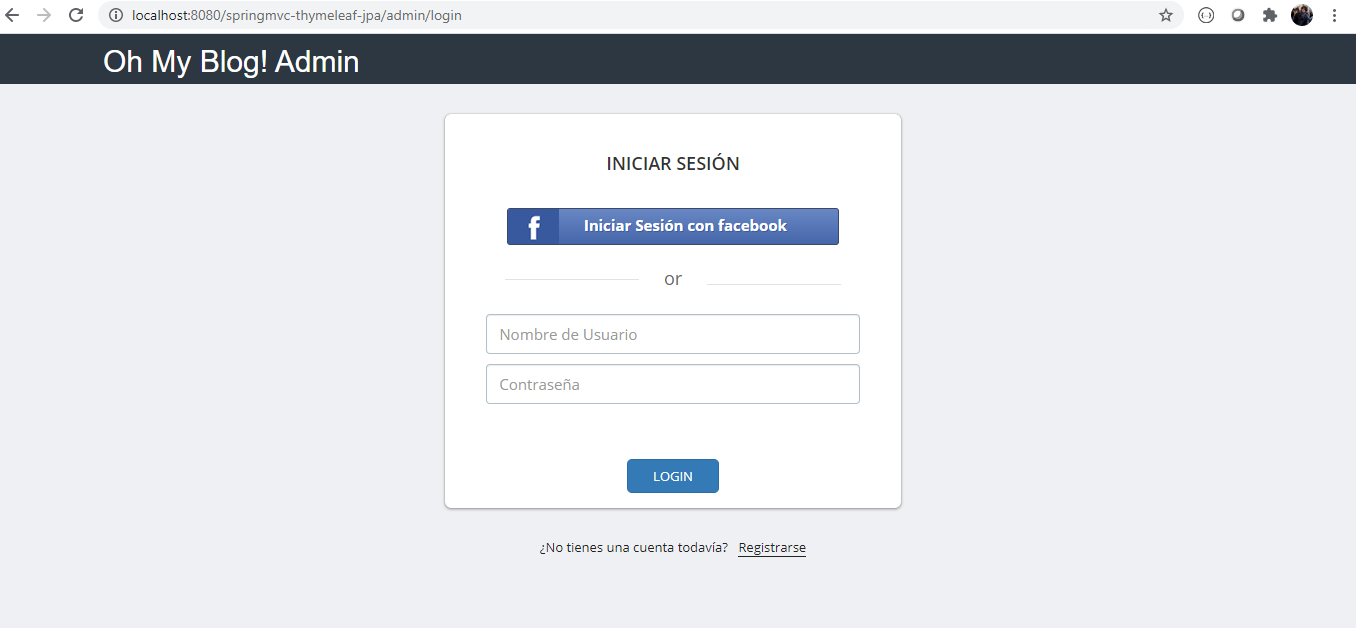 localhost:8080/springmvc-thymeleaf-jpa/admin/login
Oh My Blog! Admin
INICIAR SESIÓN
f Iniciar Sesión con facebook
or
Nombre de Usuario
Contraseña
LOGIN
¿No tienes una cuenta todavía? Registrarse